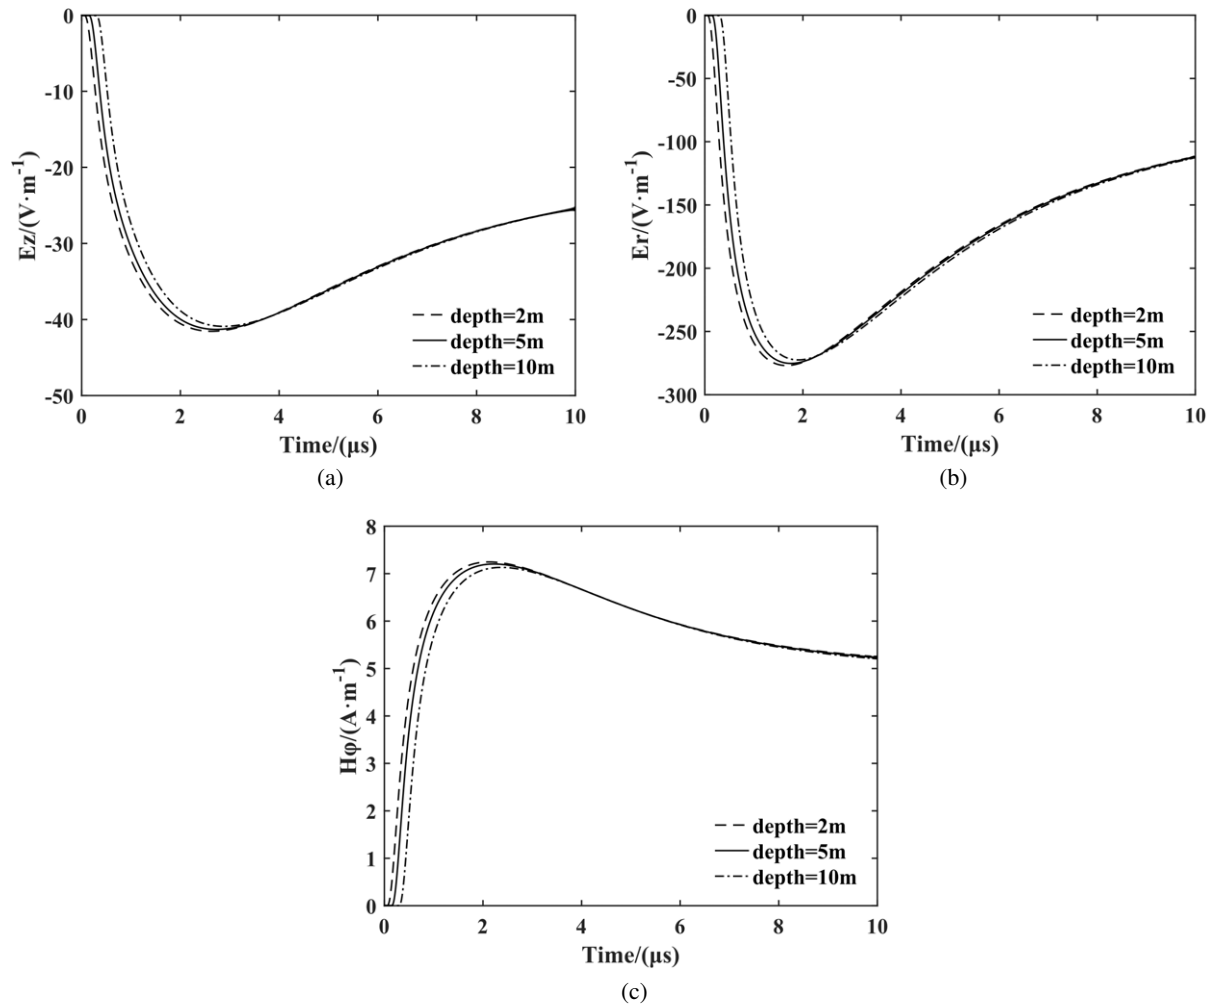 0
-10
-20
-30
-40
-50
Ez/(V·m⁻¹)
depth=2m
depth=5m
depth=10m
0 2 4 6 8 10
Time/(μs)
(a)
0
-50
-100
-150
-200
-250
-300
Er/(V·m⁻¹)
depth=2m
depth=5m
depth=10m
0 2 4 6 8 10
Time/(μs)
(b)
8
7
6
5
4
3
2
1
0
Hφ/(A·m⁻¹)
depth=2m
depth=5m
depth=10m
0 2 4 6 8 10
Time/(μs)
(c)